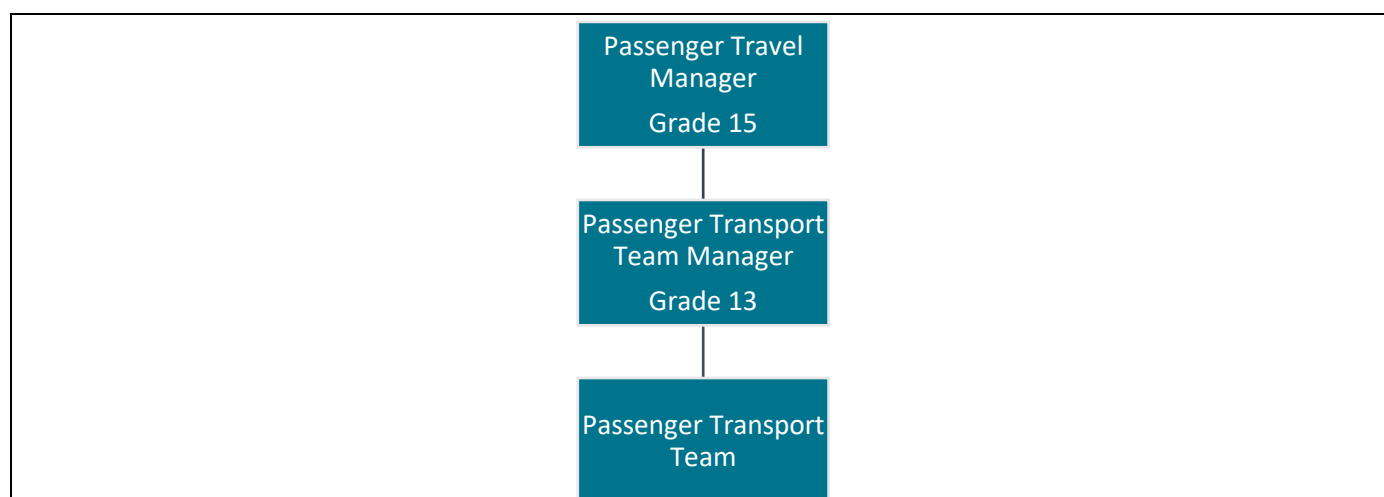 Passenger Travel
Manager
Grade 15
Passenger Transport
Team Manager
Grade 13
Passenger Transport
Team